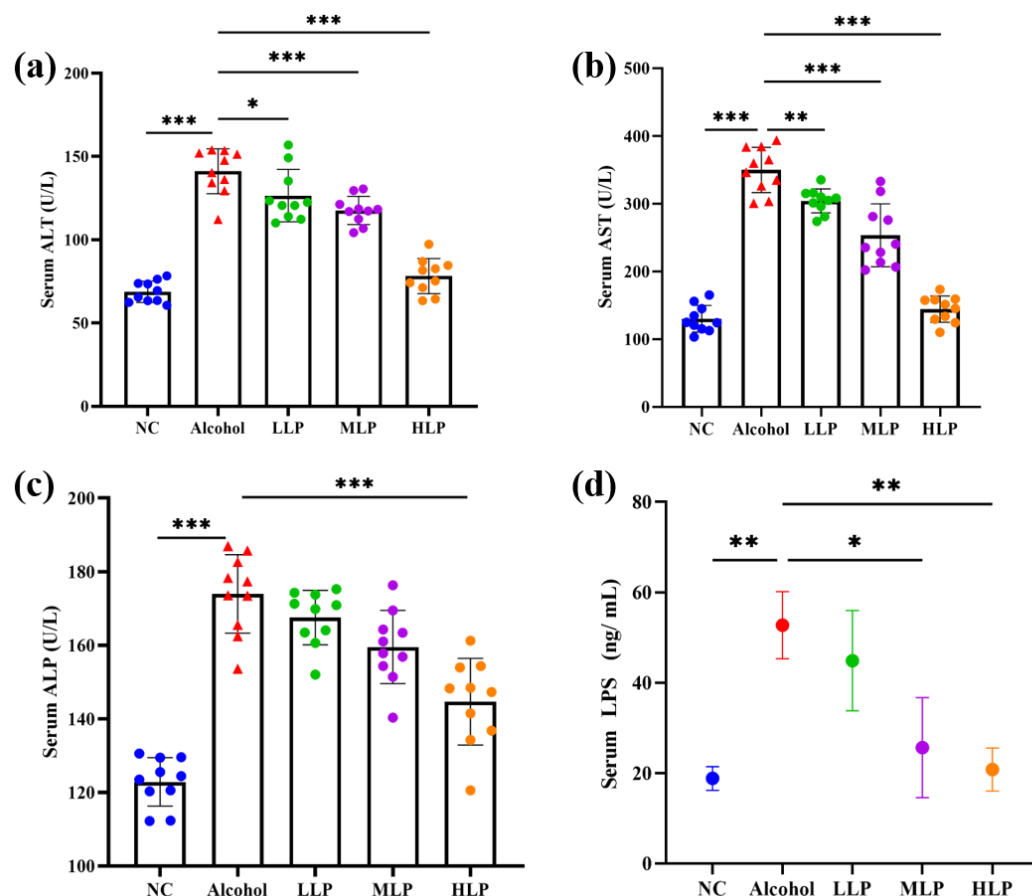 (a)
***
***
*
***
Serum ALT (U/L)
200
150
100
50
0
NC Alcohol LLP MLP HLP
(b)
***
***
*** **
Serum AST (U/L)
500
400
300
200
100
0
NC Alcohol LLP MLP HLP
(c)
***
***
Serum ALP (U/L)
200
180
160
140
120
100
NC Alcohol LLP MLP HLP
(d)
**
** *
Serum LPS (ng/ mL)
80
60
40
20
0
NC Alcohol LLP MLP HLP